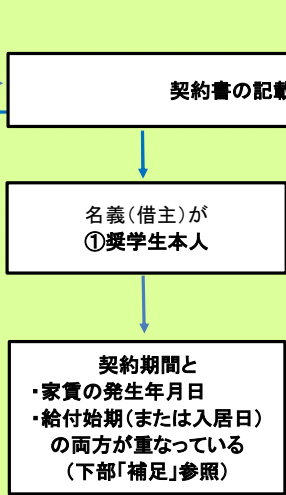 契約書の記載
名義(借主)が
①奨学生本人
契約期間と
・家賃の発生年月日
・給付始期(または入居日)
の両方が重なっている
(下部「補足」参照)